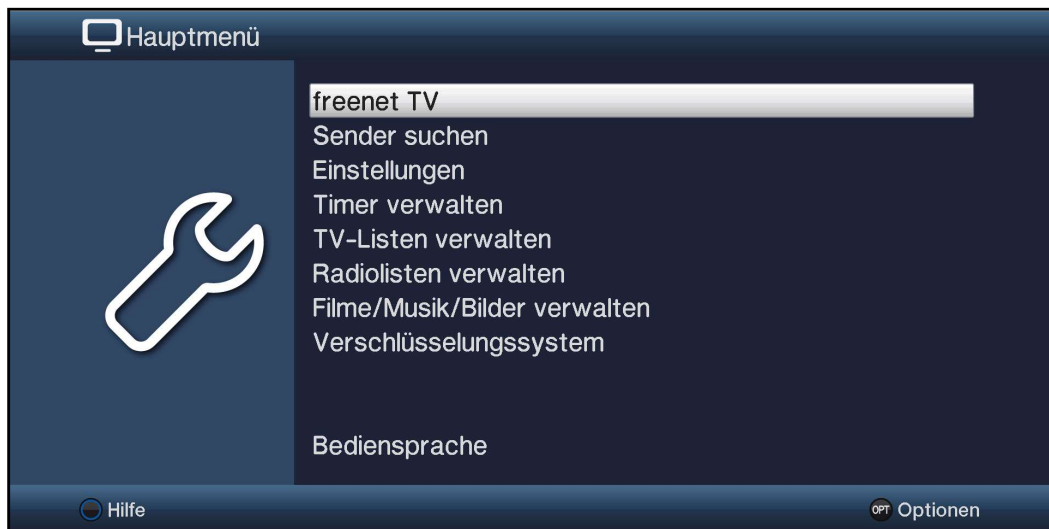 Hauptmenü
freenet TV
Sender suchen
Einstellungen
Timer verwalten
TV-Listen verwalten
Radiolisten verwalten
Filme/Musik/Bilder verwalten
Verschlüsselungssystem
Bediensprache
Hilfe
OPT Optionen